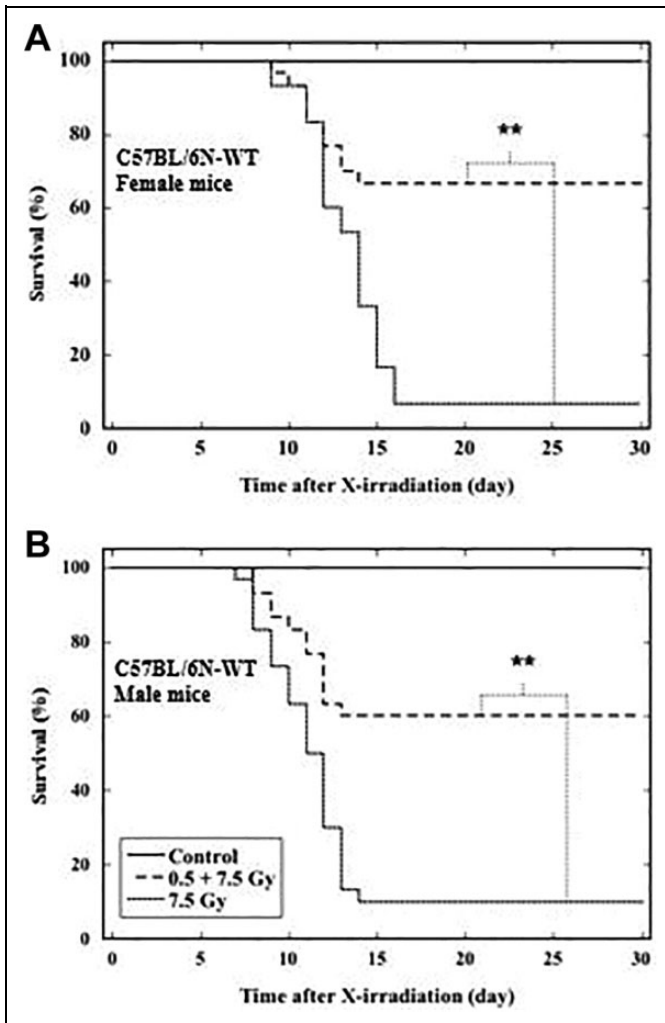 A
100
80
60
40
20
0
Survival (%)
C57BL/6N-WT
Female mice
**
0
5
10
15
20
25
30
Time after X-irradiation (day)
B
100
80
60
40
20
0
Survival (%)
C57BL/6N-WT
Male mice
**
Control
0.5 + 7.5 Gy
7.5 Gy
0
5
10
15
20
25
30
Time after X-irradiation (day)